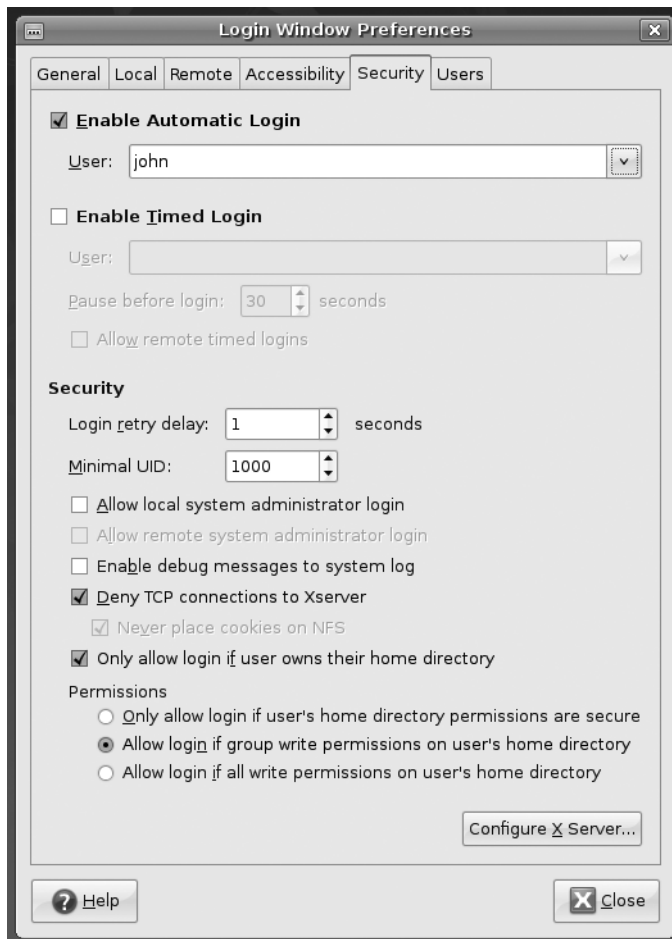 Login Window Preferences
General Local Remote Accessibility Security Users
Enable Automatic Login
User: john
Enable Timed Login
User:
Pause before login: 30 seconds
Allow remote timed logins
Security
Login retry delay: 1 seconds
Minimal UID: 1000
Allow local system administrator login
Allow remote system administrator login
Enable debug messages to system log
Deny TCP connections to Xserver
Never place cookies on NFS
Only allow login if user owns their home directory
Permissions
Only allow login if user's home directory permissions are secure
Allow login if group write permissions on user's home directory
Allow login if all write permissions on user's home directory
Configure X Server...
Help Close